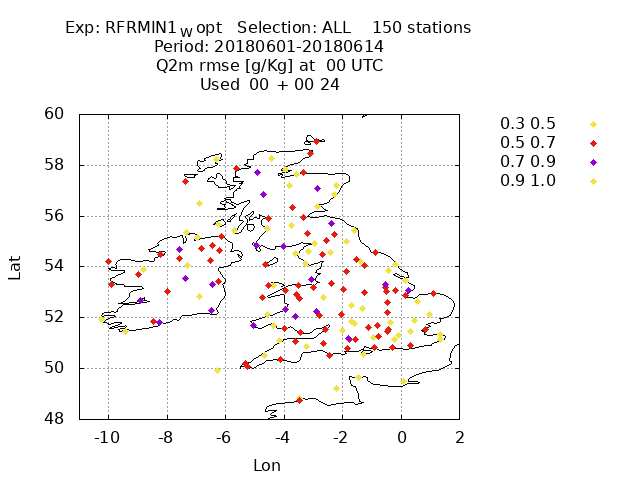 Exp: RFRMIN1_W opt Selection: ALL 150 stations
Period: 20180601-20180614
Q2m rmse [g/Kg] at 00 UTC
Used 00 + 00 24
0.3 0.5
0.5 0.7
0.7 0.9
0.9 1.0
60
58
56
54
52
50
48
Lat
-10 -8 -6 -4 -2 0 2
Lon